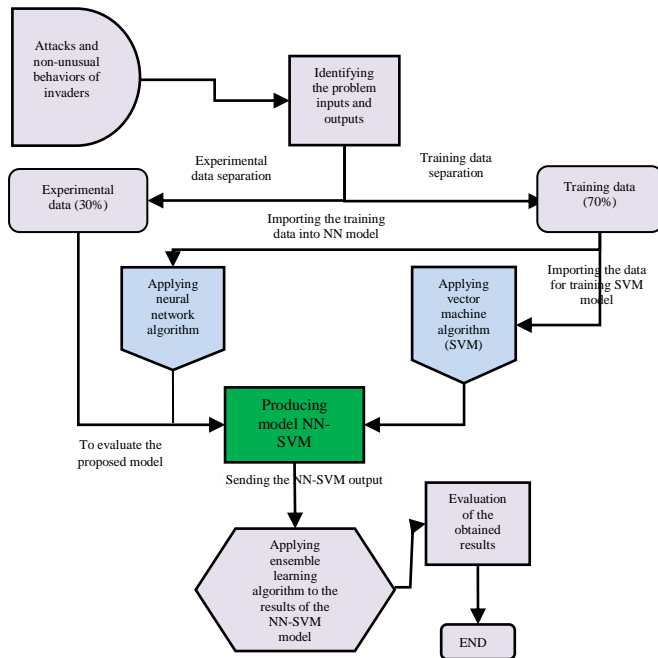 Attacks and
non-unusual
behaviors of
invaders
Identifying
the problem
inputs and
outputs
Experimental
data separation
Training data
separation
Experimental
data (30%)
Training data
(70%)
Importing the training
data into NN model
Applying
neural
network
algorithm
Applying
vector
machine
algorithm
(SVM)
Importing the data
for training SVM
model
Producing
model NN-
SVM
To evaluate the
proposed model
Sending the NN-SVM output
Evaluation
of the
obtained
results
Applying
ensemble
learning
algorithm to the
results of the
NN-SVM
model
END